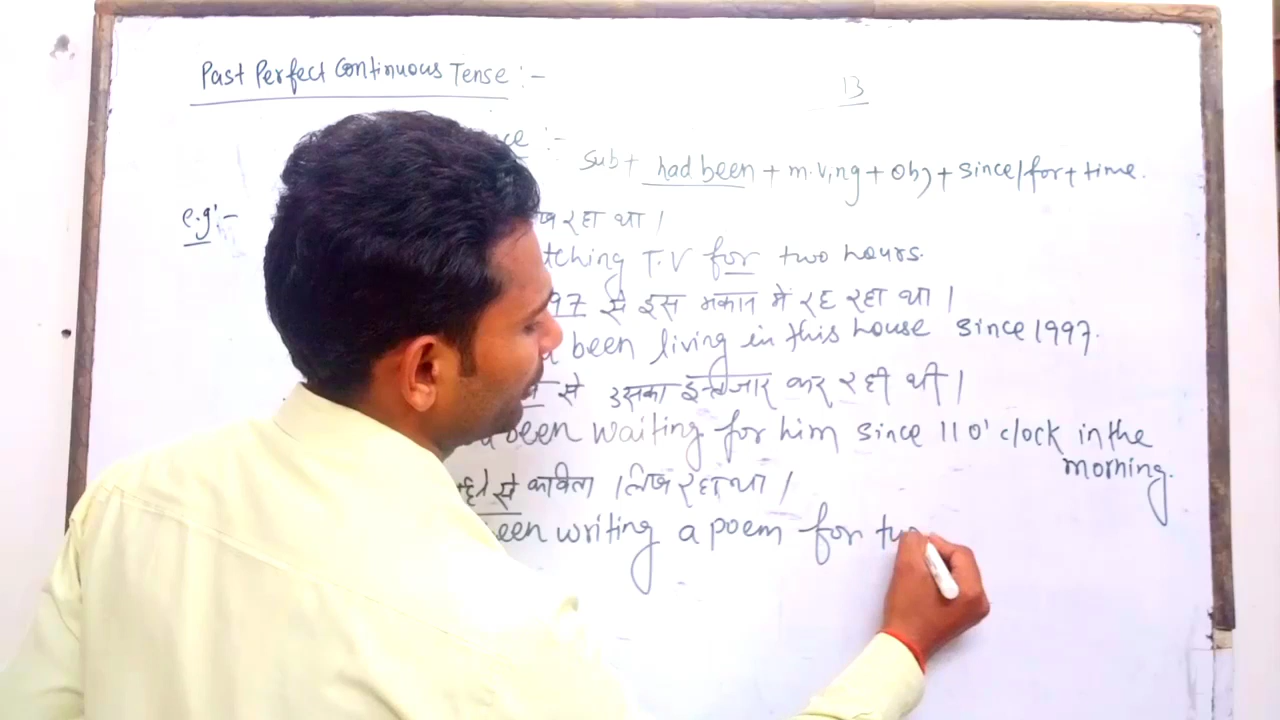 Past Perfect Continuous Tense :-
13
:-
Sub + had been + m.v,ing + Obj + since/for + time.
e.g:- रहा था।
tching T.V for two hours.
97 से इस मकान में रह रहा था।
been living in this house since 1997.
से उसका इन्तजार कर रही थी।
been waiting for him since 11 o'clock in the
morning.
से कविता लिख रहा था।
een writing a poem for tw